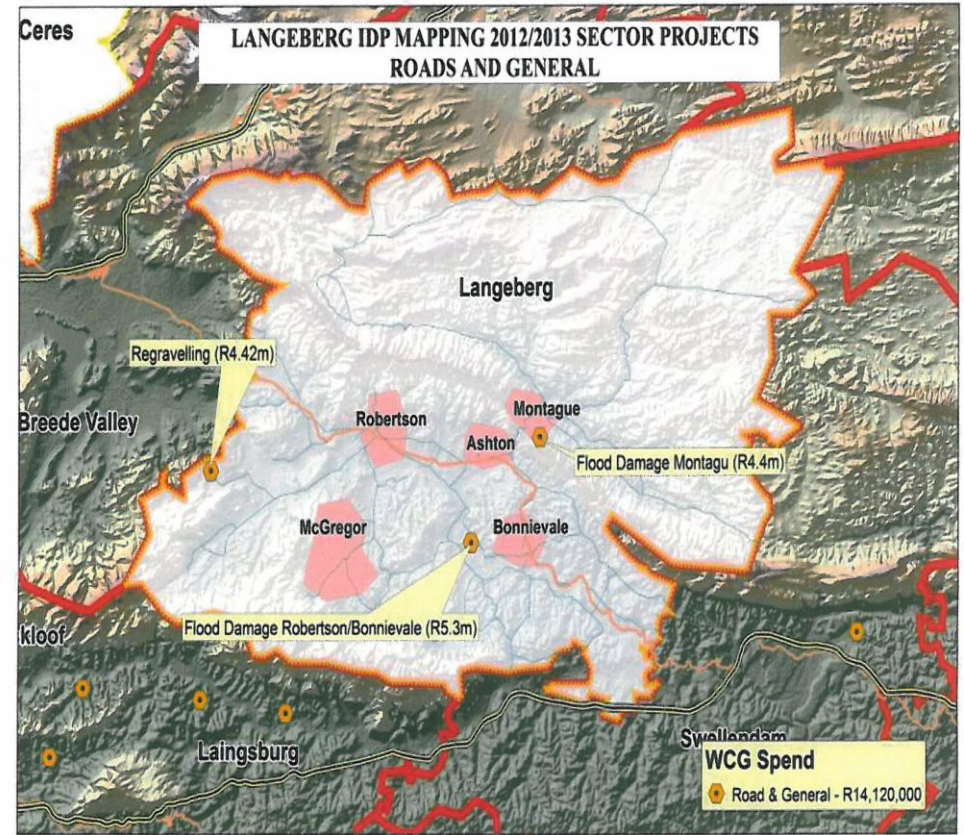 Ceres
LANGEBERG IDP MAPPING 2012/2013 SECTOR PROJECTS
ROADS AND GENERAL
Langeberg
Regravelling (R4.42m)
Breede Valley
Robertson
Montague
Ashton
Flood Damage Montagu (R4.4m)
McGregor
Bonnievale
Flood Damage Robertson/Bonnievale (R5.3m)
kloof
Laingsburg
Swellendam
WCG Spend
Road & General - R14,120,000